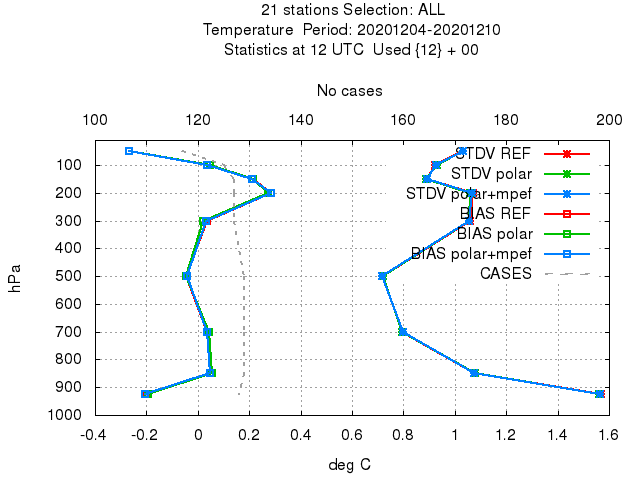 21 stations Selection: ALL
Temperature  Period: 20201204-20201210
Statistics at 12 UTC  Used {12} + 00
No cases
100 120 140 160 180 200
STDV REF
STDV polar
STDV polar+mpef
BIAS REF
BIAS polar
BIAS polar+mpef
CASES
100
200
300
400
500
600
700
800
900
1000
hPa
-0.4 -0.2 0 0.2 0.4 0.6 0.8 1 1.2 1.4 1.6
deg C